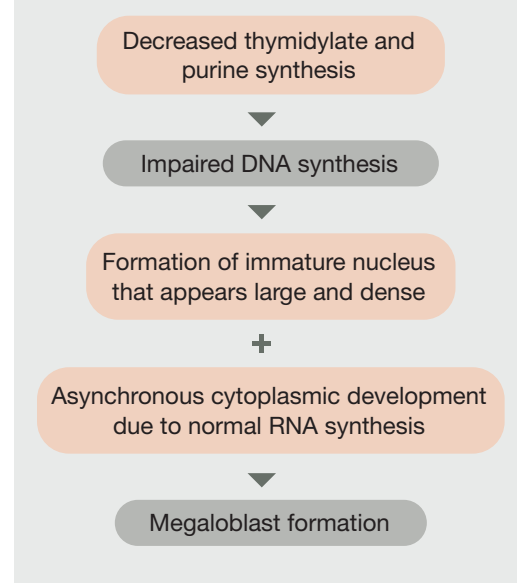 Decreased thymidylate and
purine synthesis
Impaired DNA synthesis
Formation of immature nucleus
that appears large and dense
+
Asynchronous cytoplasmic development
due to normal RNA synthesis
Megaloblast formation